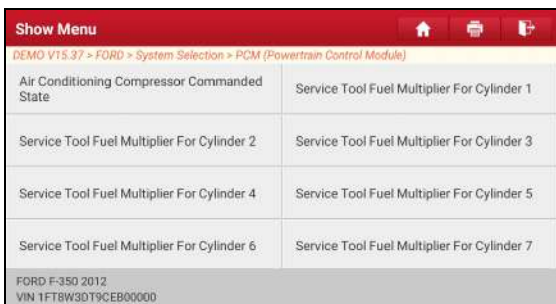 Show Menu
DEMO V15.37 > FORD > System Selection > PCM (Powertrain Control Module)
Air Conditioning Compressor Commanded
State
Service Tool Fuel Multiplier For Cylinder 1
Service Tool Fuel Multiplier For Cylinder 2
Service Tool Fuel Multiplier For Cylinder 3
Service Tool Fuel Multiplier For Cylinder 4
Service Tool Fuel Multiplier For Cylinder 5
Service Tool Fuel Multiplier For Cylinder 6
Service Tool Fuel Multiplier For Cylinder 7
FORD F-350 2012
VIN 1FT8W3DT9CEB00000